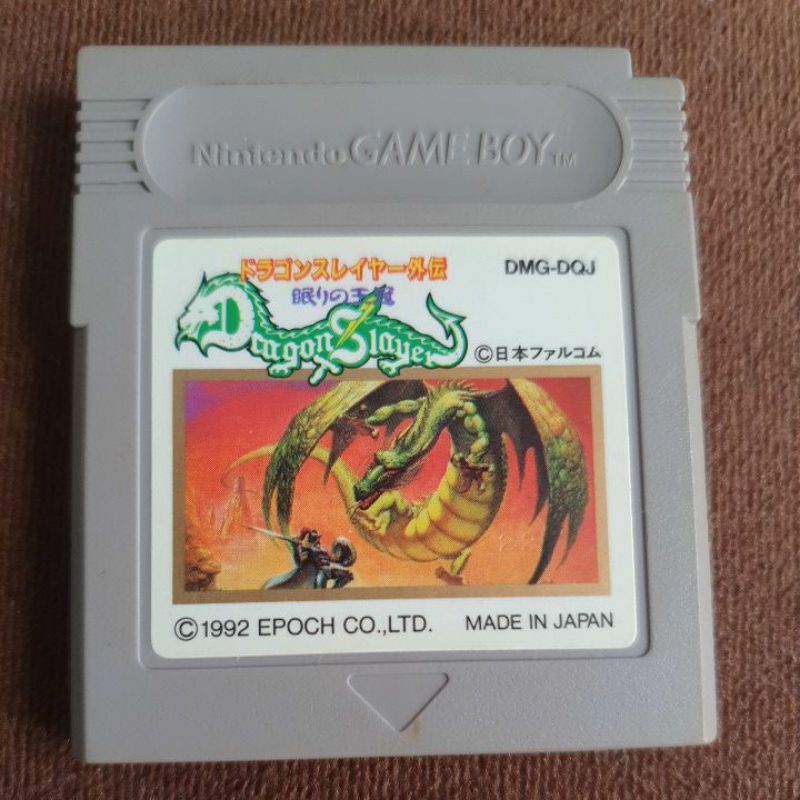 Nintendo GAME BOY TM
ドラゴンスレイヤー外伝
DMG-DQJ
眠りの王冠
Dragon Slayer
©日本ファルコム
©1992 EPOCH CO.,LTD. MADE IN JAPAN